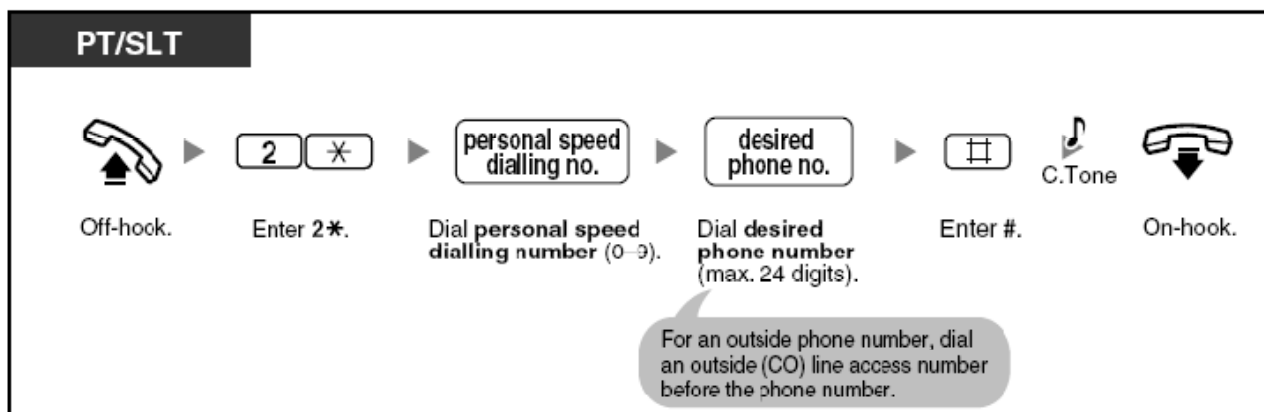 PT/SLT
2 ✳
personal speed
dialling no.
desired
phone no.
#
C.Tone
Off-hook.
Enter 2✳.
Dial personal speed
dialling number (0–9).
Dial desired
phone number
(max. 24 digits).
Enter #.
On-hook.
For an outside phone number, dial
an outside (CO) line access number
before the phone number.